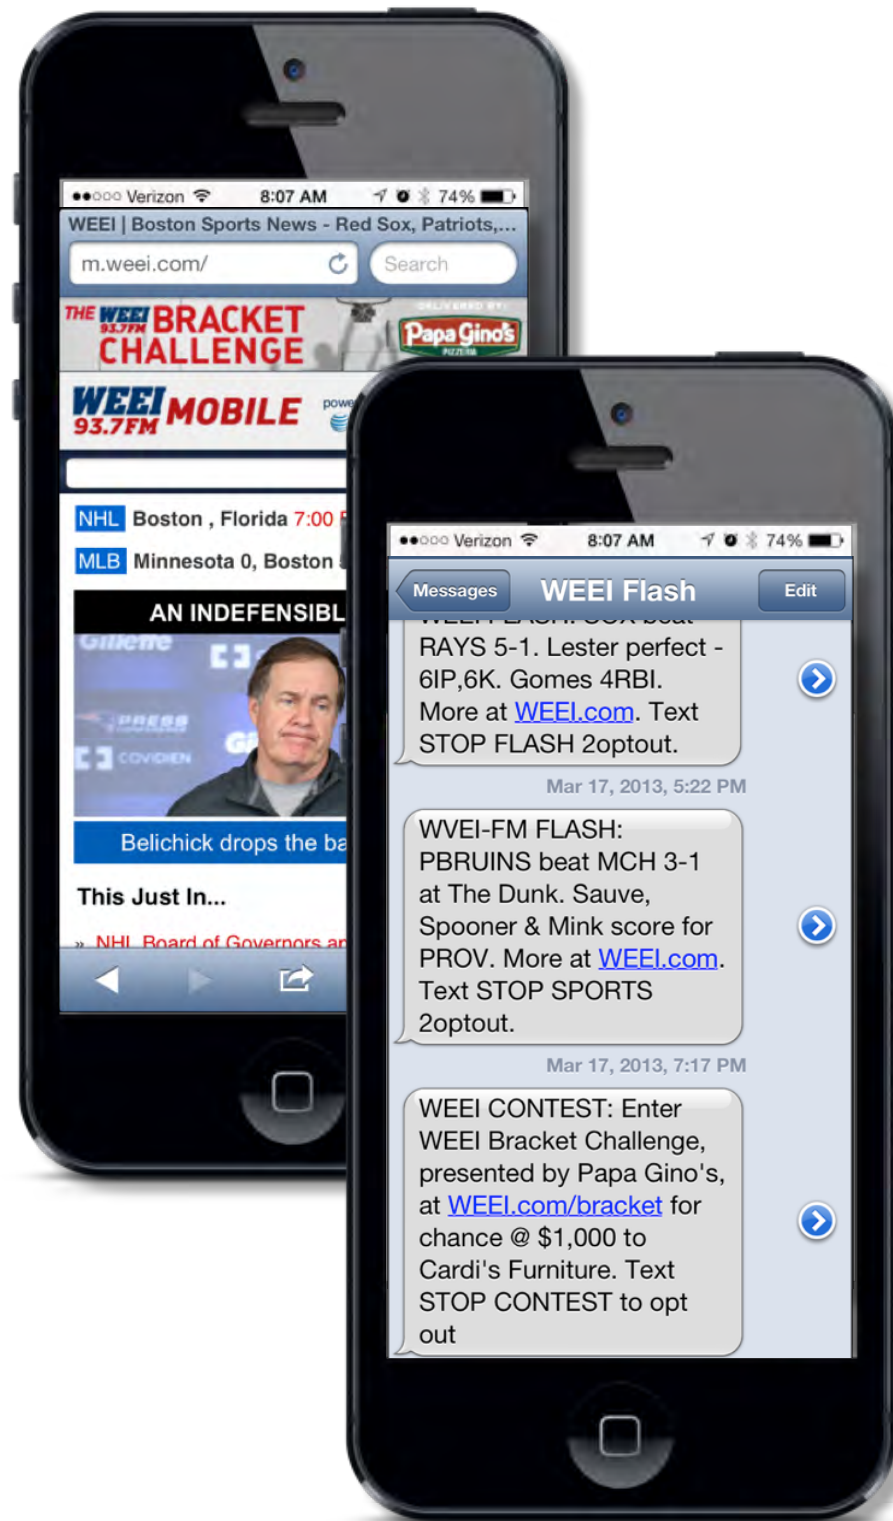 Verizon 8:07 AM 74%
WEEI | Boston Sports News - Red Sox, Patriots,...
m.weei.com/ Search
THE WEEI 93.7FM BRACKET CHALLENGE
DELIVERED BY:
Papa Gino's
PIZZERIA
WEEI 93.7FM MOBILE
NHL Boston , Florida 7:00
MLB Minnesota 0, Boston
AN INDEFENSIBL
Gillette
PRESS
COVIDIEN
Belichick drops the ba
This Just In...
» NHL Board of Governors an
Verizon 8:07 AM 74%
Messages WEEI Flash Edit
WEEI FLASH: SOX beat
RAYS 5-1. Lester perfect -
6IP,6K. Gomes 4RBI.
More at WEEI.com. Text
STOP FLASH 2optout.
Mar 17, 2013, 5:22 PM
WVEI-FM FLASH:
PBRUINS beat MCH 3-1
at The Dunk. Sauve,
Spooner & Mink score for
PROV. More at WEEI.com.
Text STOP SPORTS
2optout.
Mar 17, 2013, 7:17 PM
WEEI CONTEST: Enter
WEEI Bracket Challenge,
presented by Papa Gino's,
at WEEI.com/bracket for
chance @ $1,000 to
Cardi's Furniture. Text
STOP CONTEST to opt
out